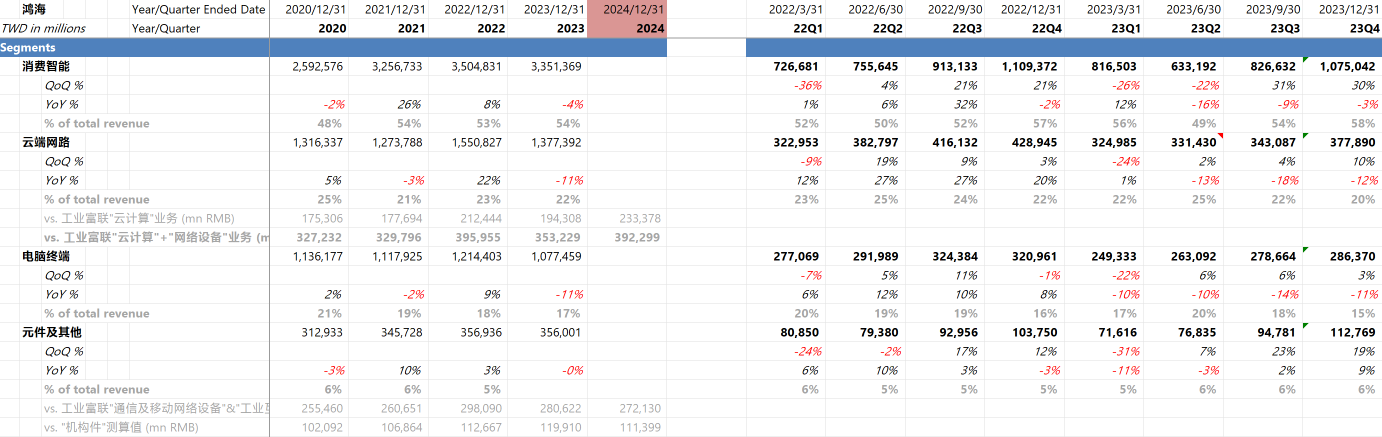 鸿海 Year/Quarter Ended Date 2020/12/31 2021/12/31 2022/12/31 2023/12/31 2024/12/31 2022/3/31 2022/6/30 2022/9/30 2022/12/31 2023/3/31 2023/6/30 2023/9/30 2023/12/31
TWD in millions Year/Quarter 2020 2021 2022 2023 2024 22Q1 22Q2 22Q3 22Q4 23Q1 23Q2 23Q3 23Q4
Segments
消费智能 2,592,576 3,256,733 3,504,831 3,351,369 726,681 755,645 913,133 1,109,372 816,503 633,192 826,632 1,075,042
QoQ % -36% 4% 21% 21% -26% -22% 31% 30%
YoY % -2% 26% 8% -4% 1% 6% 32% -2% 12% -16% -9% -3%
% of total revenue 48% 54% 53% 54% 52% 50% 52% 57% 56% 49% 54% 58%
云端网路 1,316,337 1,273,788 1,550,827 1,377,392 322,953 382,797 416,132 428,945 324,985 331,430 343,087 377,890
QoQ % -9% 19% 9% 3% -24% 2% 4% 10%
YoY % 5% -3% 22% -11% 12% 27% 27% 20% 1% -13% -18% -12%
% of total revenue 25% 21% 23% 22% 23% 25% 24% 22% 22% 25% 22% 20%
vs. 工业富联"云计算"业务 (mn RMB) 175,306 177,694 212,444 194,308 233,378
vs. 工业富联"云计算"+"网络设备"业务 (m 327,232 329,796 395,955 353,229 392,299
电脑终端 1,136,177 1,117,925 1,214,403 1,077,459 277,069 291,989 324,384 320,961 249,333 263,092 278,664 286,370
QoQ % -7% 5% 11% -1% -22% 6% 6% 3%
YoY % 2% -2% 9% -11% 6% 12% 10% 8% -10% -10% -14% -11%
% of total revenue 21% 19% 18% 17% 20% 19% 19% 16% 17% 20% 18% 15%
元件及其他 312,933 345,728 356,936 356,001 80,850 79,380 92,956 103,750 71,616 76,835 94,781 112,769
QoQ % -24% -2% 17% 12% -31% 7% 23% 19%
YoY % -3% 10% 3% -0% 6% 10% 3% -3% -11% -3% 2% 9%
% of total revenue 6% 6% 5% 6% 5% 5% 5% 5% 6% 6% 6%
vs. 工业富联"通信及移动网络设备"&"工业互 255,460 260,651 298,090 280,622 272,130
vs. "机构件"测算值 (mn RMB) 102,092 106,864 112,667 119,910 111,399